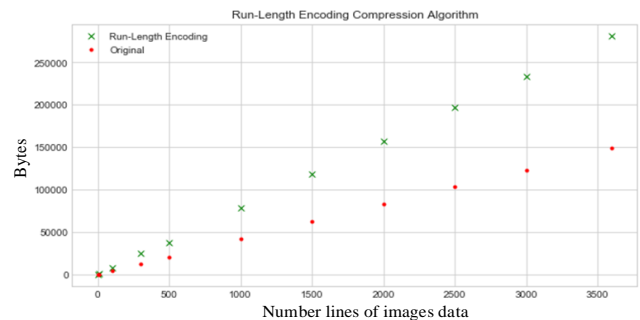 Run-Length Encoding Compression Algorithm
Run-Length Encoding
Original
Bytes
250000
200000
150000
100000
50000
0
0 500 1000 1500 2000 2500 3000 3500
Number lines of images data